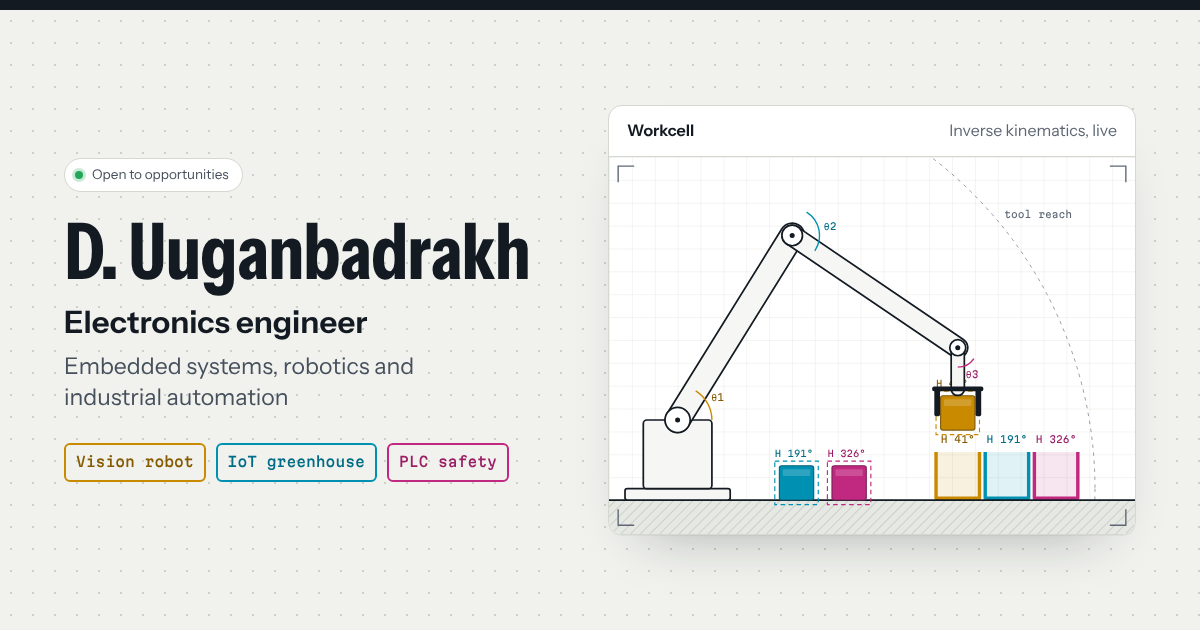 Open to opportunities
D. Uuganbadrakh
Electronics engineer
Embedded systems, robotics and
industrial automation
Vision robot
IoT greenhouse
PLC safety
Workcell
Inverse kinematics, live
tool reach
θ2
θ3
θ1
H 41°
H 191°
H 326°
H 191°
H 326°